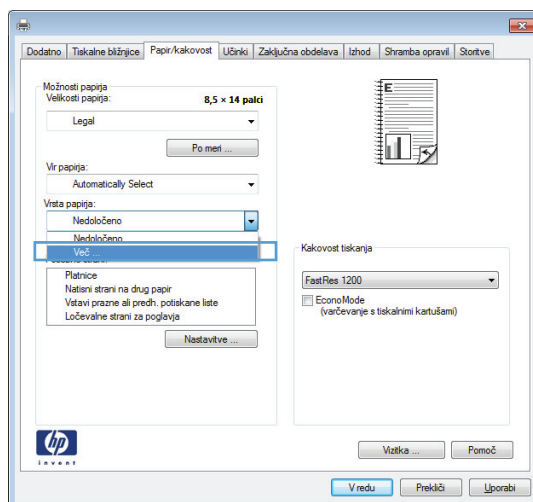 Dodatno Tiskalne bližnjice Papir/kakovost Učinki Zaključna obdelava Izhod Shramba opravil Storitve
Možnosti papirja
Velikosti papirja: 8,5 × 14 palci
Legal
Po meri ...
Vir papirja:
Automatically Select
Vrsta papirja:
Nedoločeno
Nedoločeno
Več ...
Platnice
Natisni strani na drug papir
Vstavi prazne ali predh. potiskane liste
Ločevalne strani za poglavja
Nastavitve ...
E
Kakovost tiskanja
FastRes 1200
EconoMode
(varčevanje s tiskalnimi kartušami)
hp
invent
Vizitka ... Pomoč
V redu Prekliči Uporabi